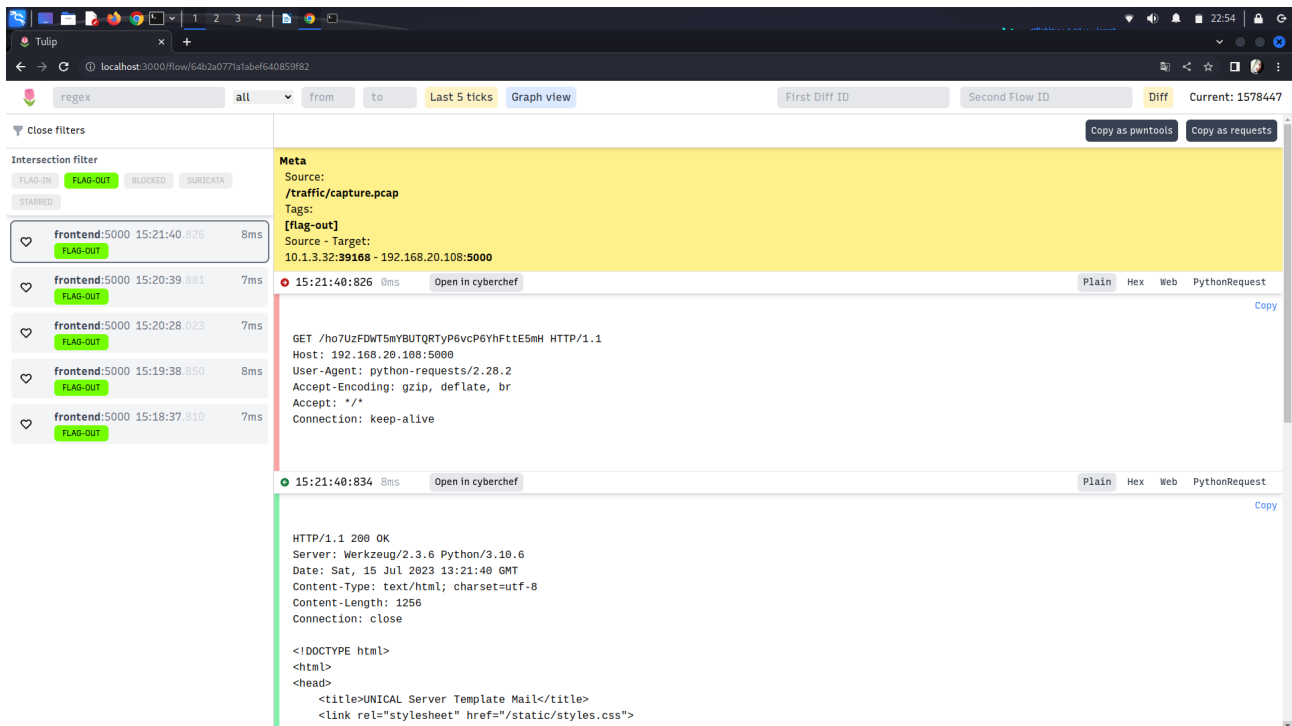 1 2 3 4
22:54
Tulip
localhost:3000/flow/64b2a0771a1abef640859f82
regex all from to Last 5 ticks Graph view First Diff ID Second Flow ID Diff Current: 1578447
Close filters Copy as pwntools Copy as requests
Intersection filter
FLAG-IN FLAG-OUT BLOCKED SURICATA
STARRED
frontend:5000 15:21:40.826 8ms
FLAG-OUT
frontend:5000 15:20:39.881 7ms
FLAG-OUT
frontend:5000 15:20:28.023 7ms
FLAG-OUT
frontend:5000 15:19:38.850 8ms
FLAG-OUT
frontend:5000 15:18:37.810 7ms
FLAG-OUT
Meta
Source:
/traffic/capture.pcap
Tags:
[flag-out]
Source - Target:
10.1.3.32:39168 - 192.168.20.108:5000
15:21:40:826 0ms Open in cyberchef Plain Hex Web PythonRequest
Copy
GET /ho7UzFDWT5mYBUTQRTyP6vcP6YhFttE5mH HTTP/1.1
Host: 192.168.20.108:5000
User-Agent: python-requests/2.28.2
Accept-Encoding: gzip, deflate, br
Accept: */*
Connection: keep-alive
15:21:40:834 8ms Open in cyberchef Plain Hex Web PythonRequest
Copy
HTTP/1.1 200 OK
Server: Werkzeug/2.3.6 Python/3.10.6
Date: Sat, 15 Jul 2023 13:21:40 GMT
Content-Type: text/html; charset=utf-8
Content-Length: 1256
Connection: close
<!DOCTYPE html>
<html>
<head>
<title>UNICAL Server Template Mail</title>
<link rel="stylesheet" href="/static/styles.css">